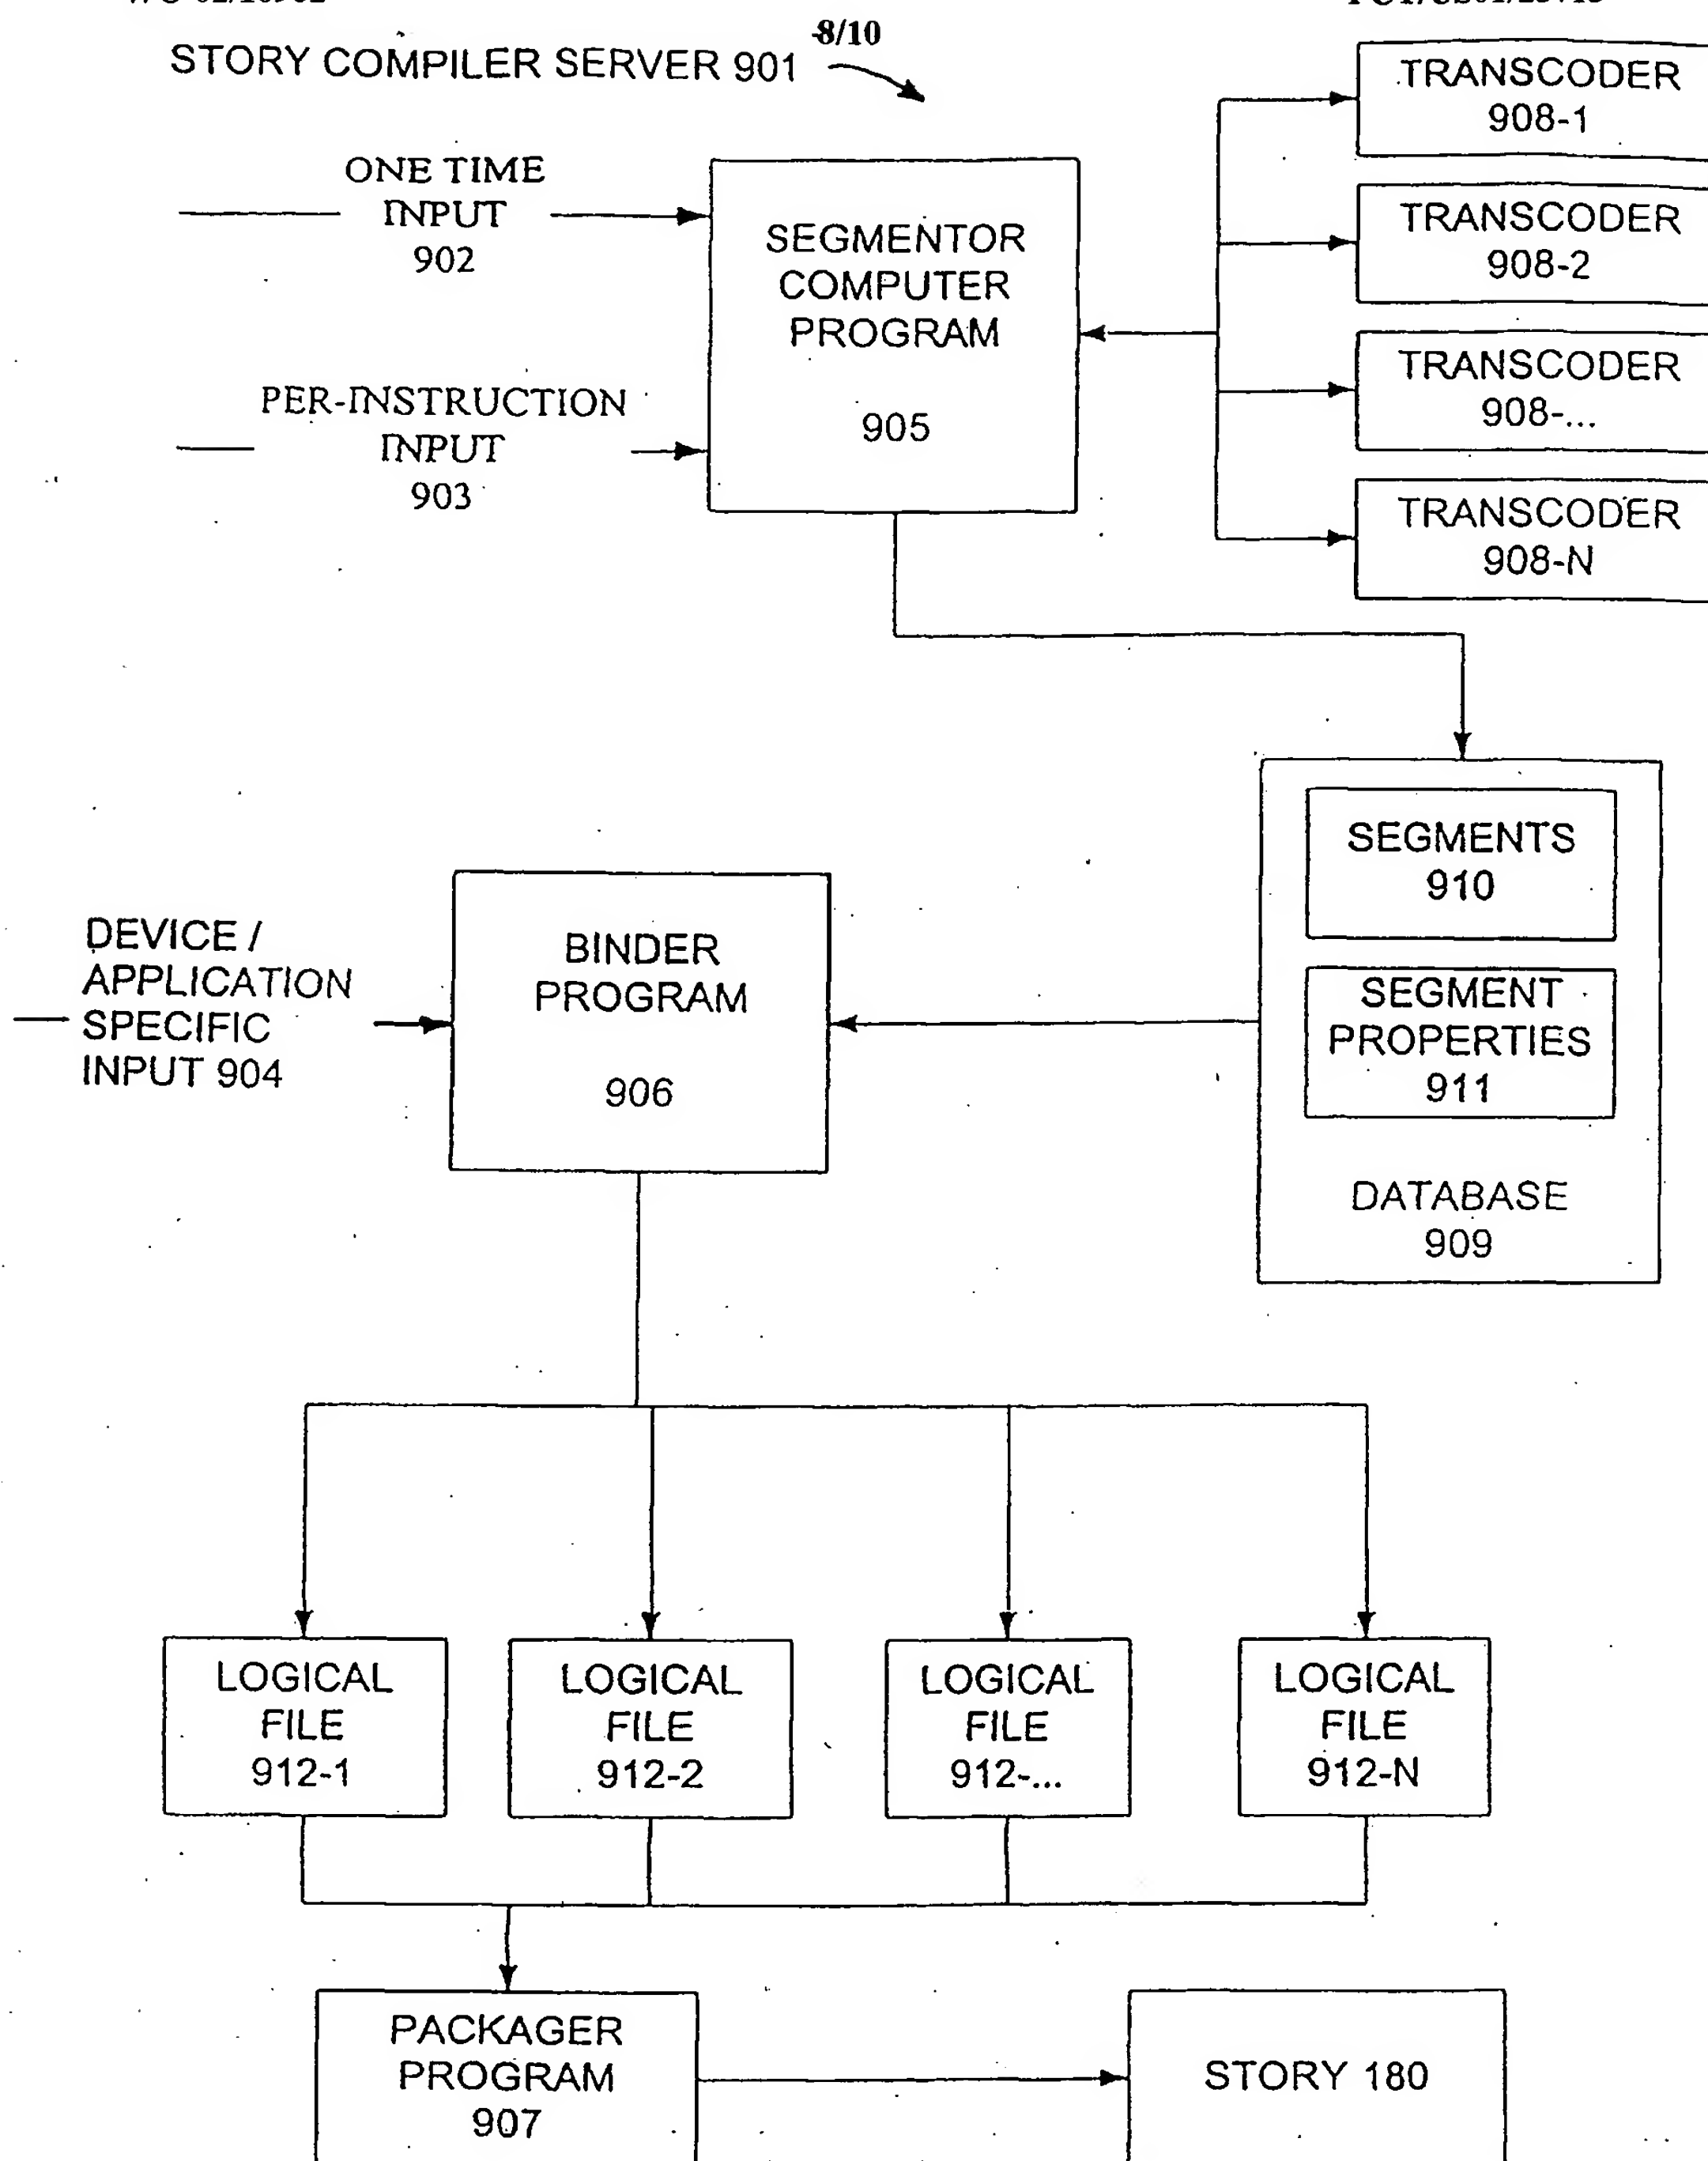 8/10
STORY COMPILER SERVER 901
TRANSCODER
908-1
ONE TIME
INPUT
902
TRANSCODER
908-2
SEGMENTOR
COMPUTER
PROGRAM
905
TRANSCODER
908-...
PER-INSTRUCTION
INPUT
903
TRANSCODER
908-N
SEGMENTS
910
SEGMENT
PROPERTIES
911
DATABASE
909
DEVICE /
APPLICATION
SPECIFIC
INPUT 904
BINDER
PROGRAM
906
LOGICAL
FILE
912-1
LOGICAL
FILE
912-2
LOGICAL
FILE
912-...
LOGICAL
FILE
912-N
PACKAGER
PROGRAM
907
STORY 180